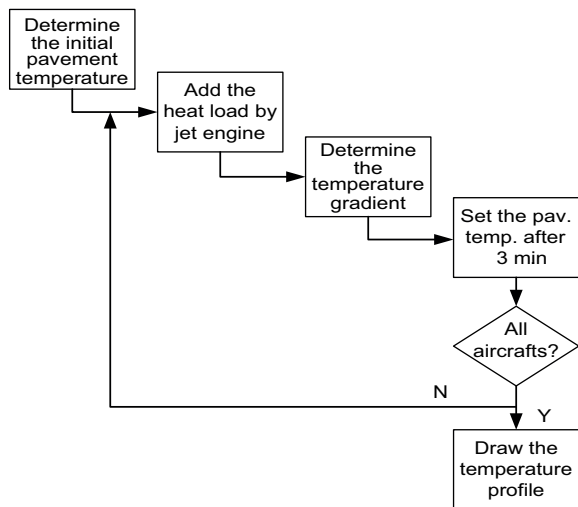 Determine
the initial
pavement
temperature
Add the
heat load by
jet engine
Determine
the
temperature
gradient
Set the pav.
temp. after
3 min
All
aircrafts?
N
Y
Draw the
temperature
profile